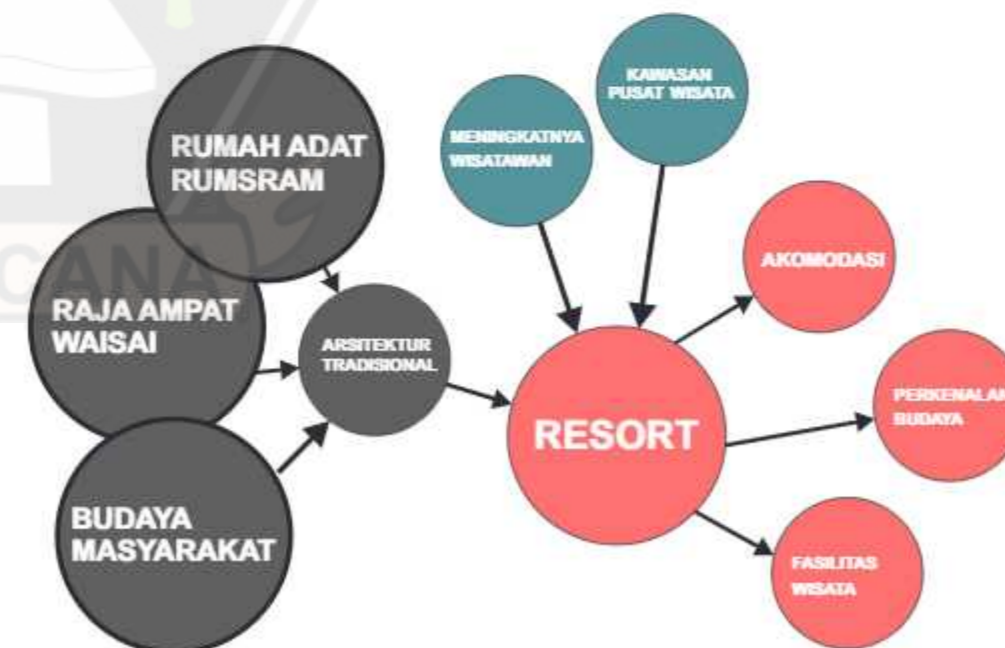 RUMAH ADAT
RUMSRAM
RAJA AMPAT
WAISAI
BUDAYA
MASYARAKAT
ARSITEKTUR
TRADISIONAL
MENINGKATNYA
WISATAWAN
KAWASAN
PUSAT WISATA
RESORT
AKOMODASI
PERKENALAN
BUDAYA
FASILITAS
WISATA
CANA